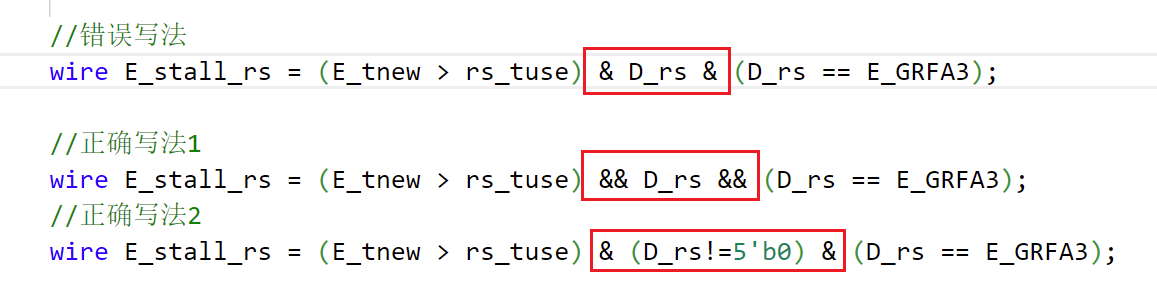 //错误写法
wire E_stall_rs = (E_tnew > rs_tuse) & D_rs & (D_rs == E_GRFA3);
//正确写法1
wire E_stall_rs = (E_tnew > rs_tuse) && D_rs && (D_rs == E_GRFA3);
//正确写法2
wire E_stall_rs = (E_tnew > rs_tuse) & (D_rs!=5'b0) & (D_rs == E_GRFA3);